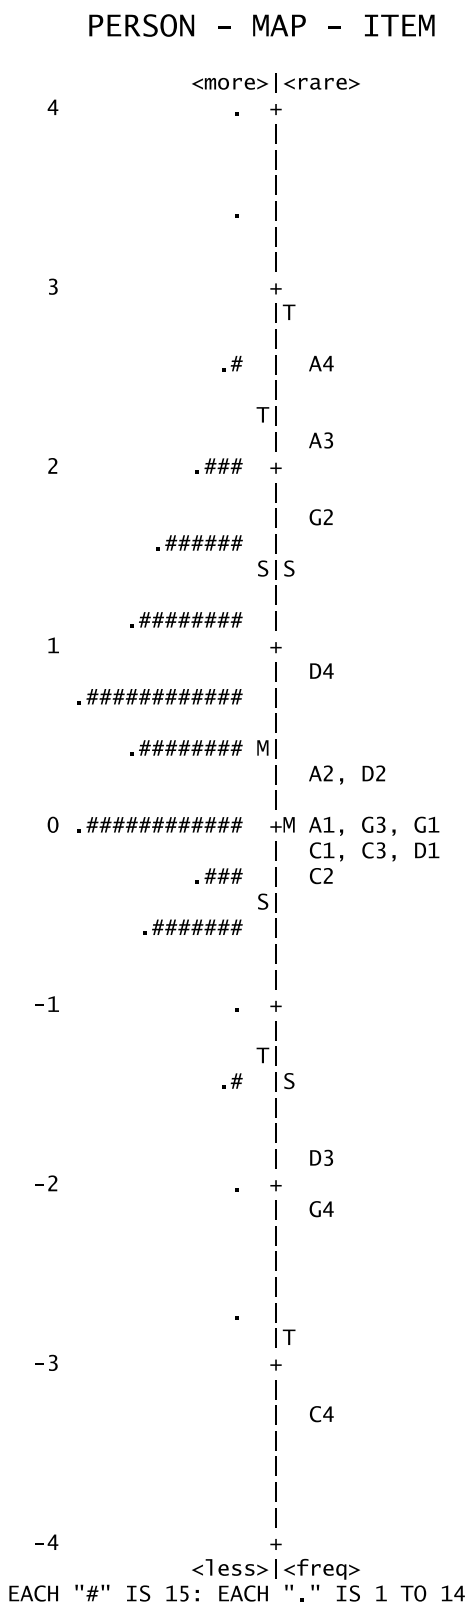 PERSON - MAP - ITEM
<more>|<rare>
4 . +
|
|
|
. |
|
|
3 +
|T
|
.# | A4
|
T|
| A3
2 .### +
|
| G2
.###### |
S|S
|
.######## |
1 +
| D4
.############ |
|
.######## M|
| A2, D2
|
0 .############ +M A1, G3, G1
| C1, C3, D1
.### | C2
S|
.####### |
|
|
-1 . +
|
T|
.# |S
|
|
| D3
-2 . +
| G4
|
|
|
. |
|T
-3 +
|
| C4
|
|
|
|
-4 +
<less>|<freq>
EACH "#" IS 15: EACH "." IS 1 TO 14